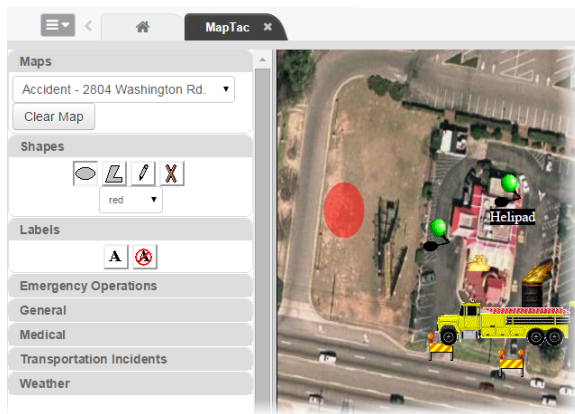 MapTac
Maps
Accident - 2804 Washington Rd.
Clear Map
Shapes
red
Labels
A A
Emergency Operations
General
Medical
Transportation Incidents
Weather
Helipad